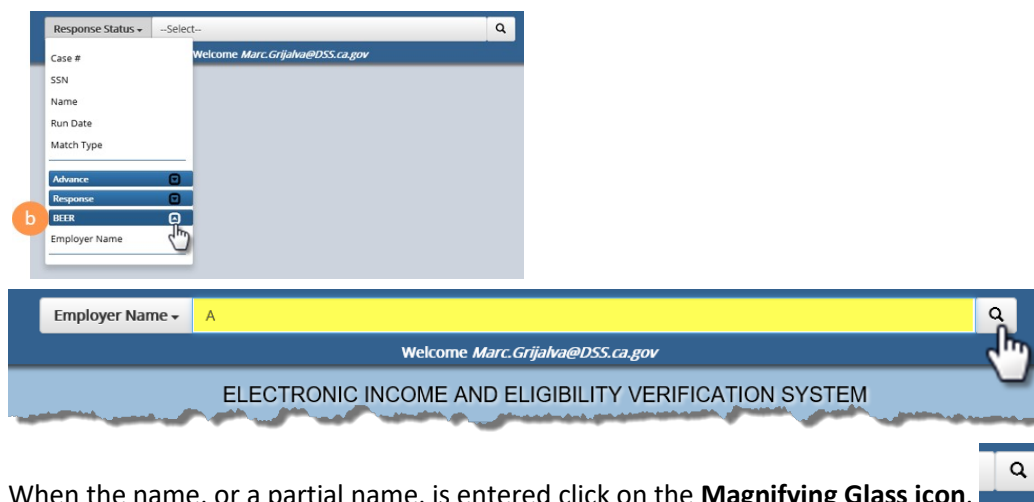 Response Status --Select--
Welcome Marc.Grijalva@DSS.ca.gov
Case #
SSN
Name
Run Date
Match Type
Advance
Response
b BEER
Employer Name
Employer Name A
Welcome Marc.Grijalva@DSS.ca.gov
ELECTRONIC INCOME AND ELIGIBILITY VERIFICATION SYSTEM
When the name, or a partial name, is entered click on the Magnifying Glass icon.